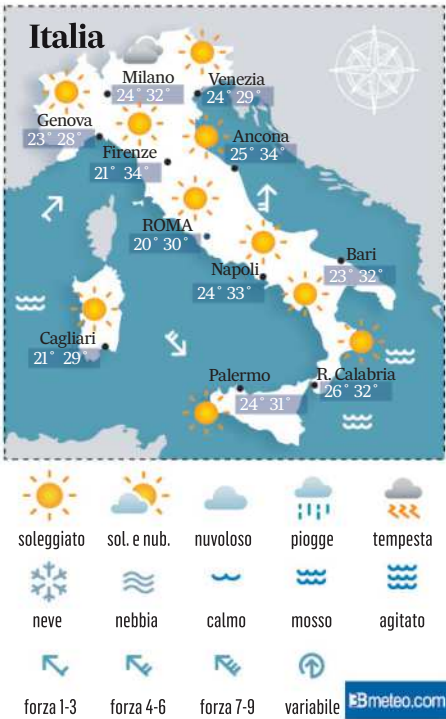 Italia
Milano
24° 32°
Venezia
24° 29°
Genova
23° 28°
Firenze
21° 34°
Ancona
25° 34°
ROMA
20° 30°
Napoli
24° 33°
Bari
23° 32°
Cagliari
21° 29°
Palermo
24° 31°
R. Calabria
26° 32°
soleggiato sol. e nub. nuvoloso piogge tempesta
neve nebbia calmo mosso agitato
forza 1-3 forza 4-6 forza 7-9 variabile
3Bmeteo.com